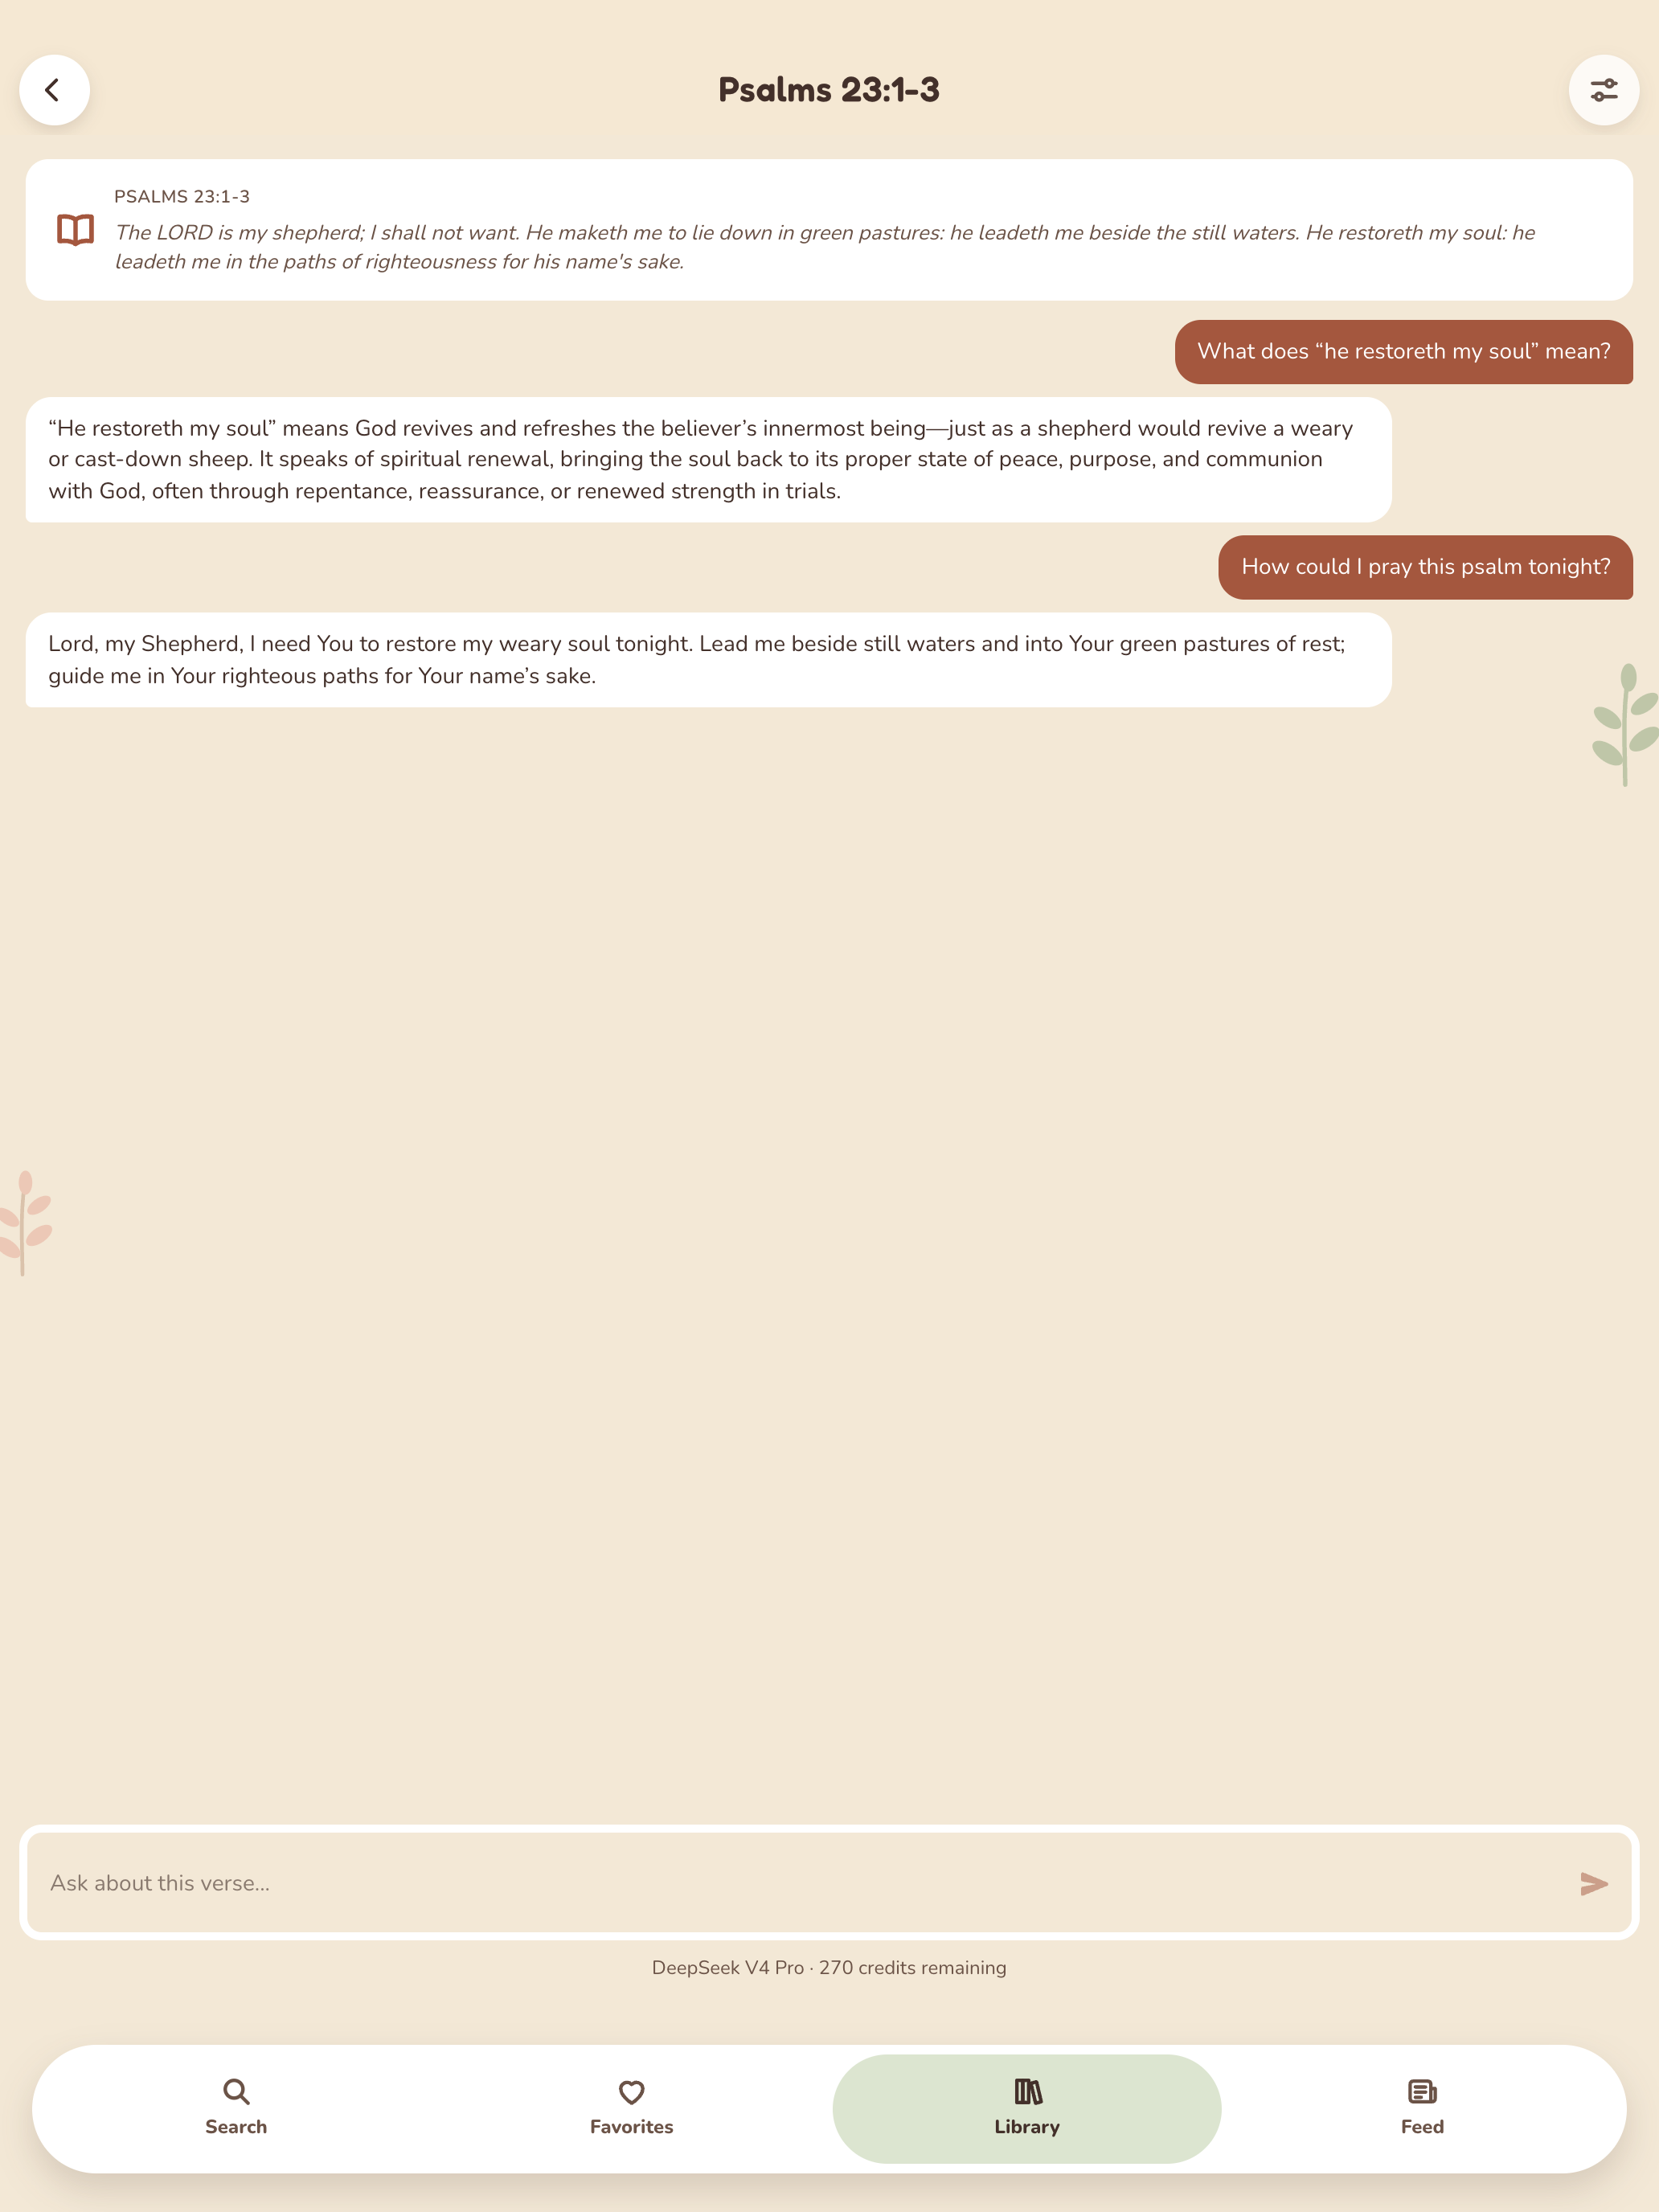 Psalms 23:1-3
PSALMS 23:1-3
The LORD is my shepherd; I shall not want. He maketh me to lie down in green pastures: he leadeth me beside the still waters. He restoreth my soul: he
leadeth me in the paths of righteousness for his name's sake.
What does “he restoreth my soul” mean?
“He restoreth my soul” means God revives and refreshes the believer’s innermost being—just as a shepherd would revive a weary
or cast-down sheep. It speaks of spiritual renewal, bringing the soul back to its proper state of peace, purpose, and communion
with God, often through repentance, reassurance, or renewed strength in trials.
How could I pray this psalm tonight?
Lord, my Shepherd, I need You to restore my weary soul tonight. Lead me beside still waters and into Your green pastures of rest;
guide me in Your righteous paths for Your name’s sake.
Ask about this verse...
DeepSeek V4 Pro · 270 credits remaining
Search
Favorites
Library
Feed